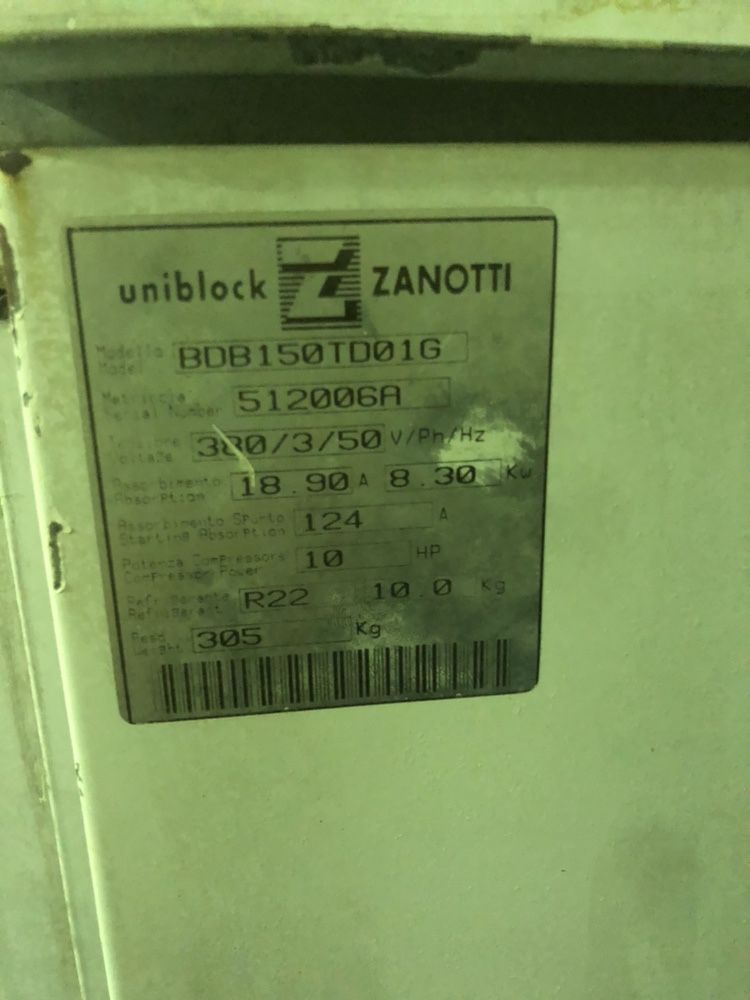 uniblock ZANOTTI
Modello BDB150TD01G
Model
Matricola 512006A
Serial Number
Tensione 380/3/50 V/Ph/Hz
Voltaze
Assorbimento 18.90 A 8.30 Kw
Absorption
Assorbimento Spunto 124 A
Starting Absorption
Potenza Compressore 10 HP
Compressor Power
Refrigerante R22 10.0 Kg
Refrigerant
Peso 305 Kg
Weight